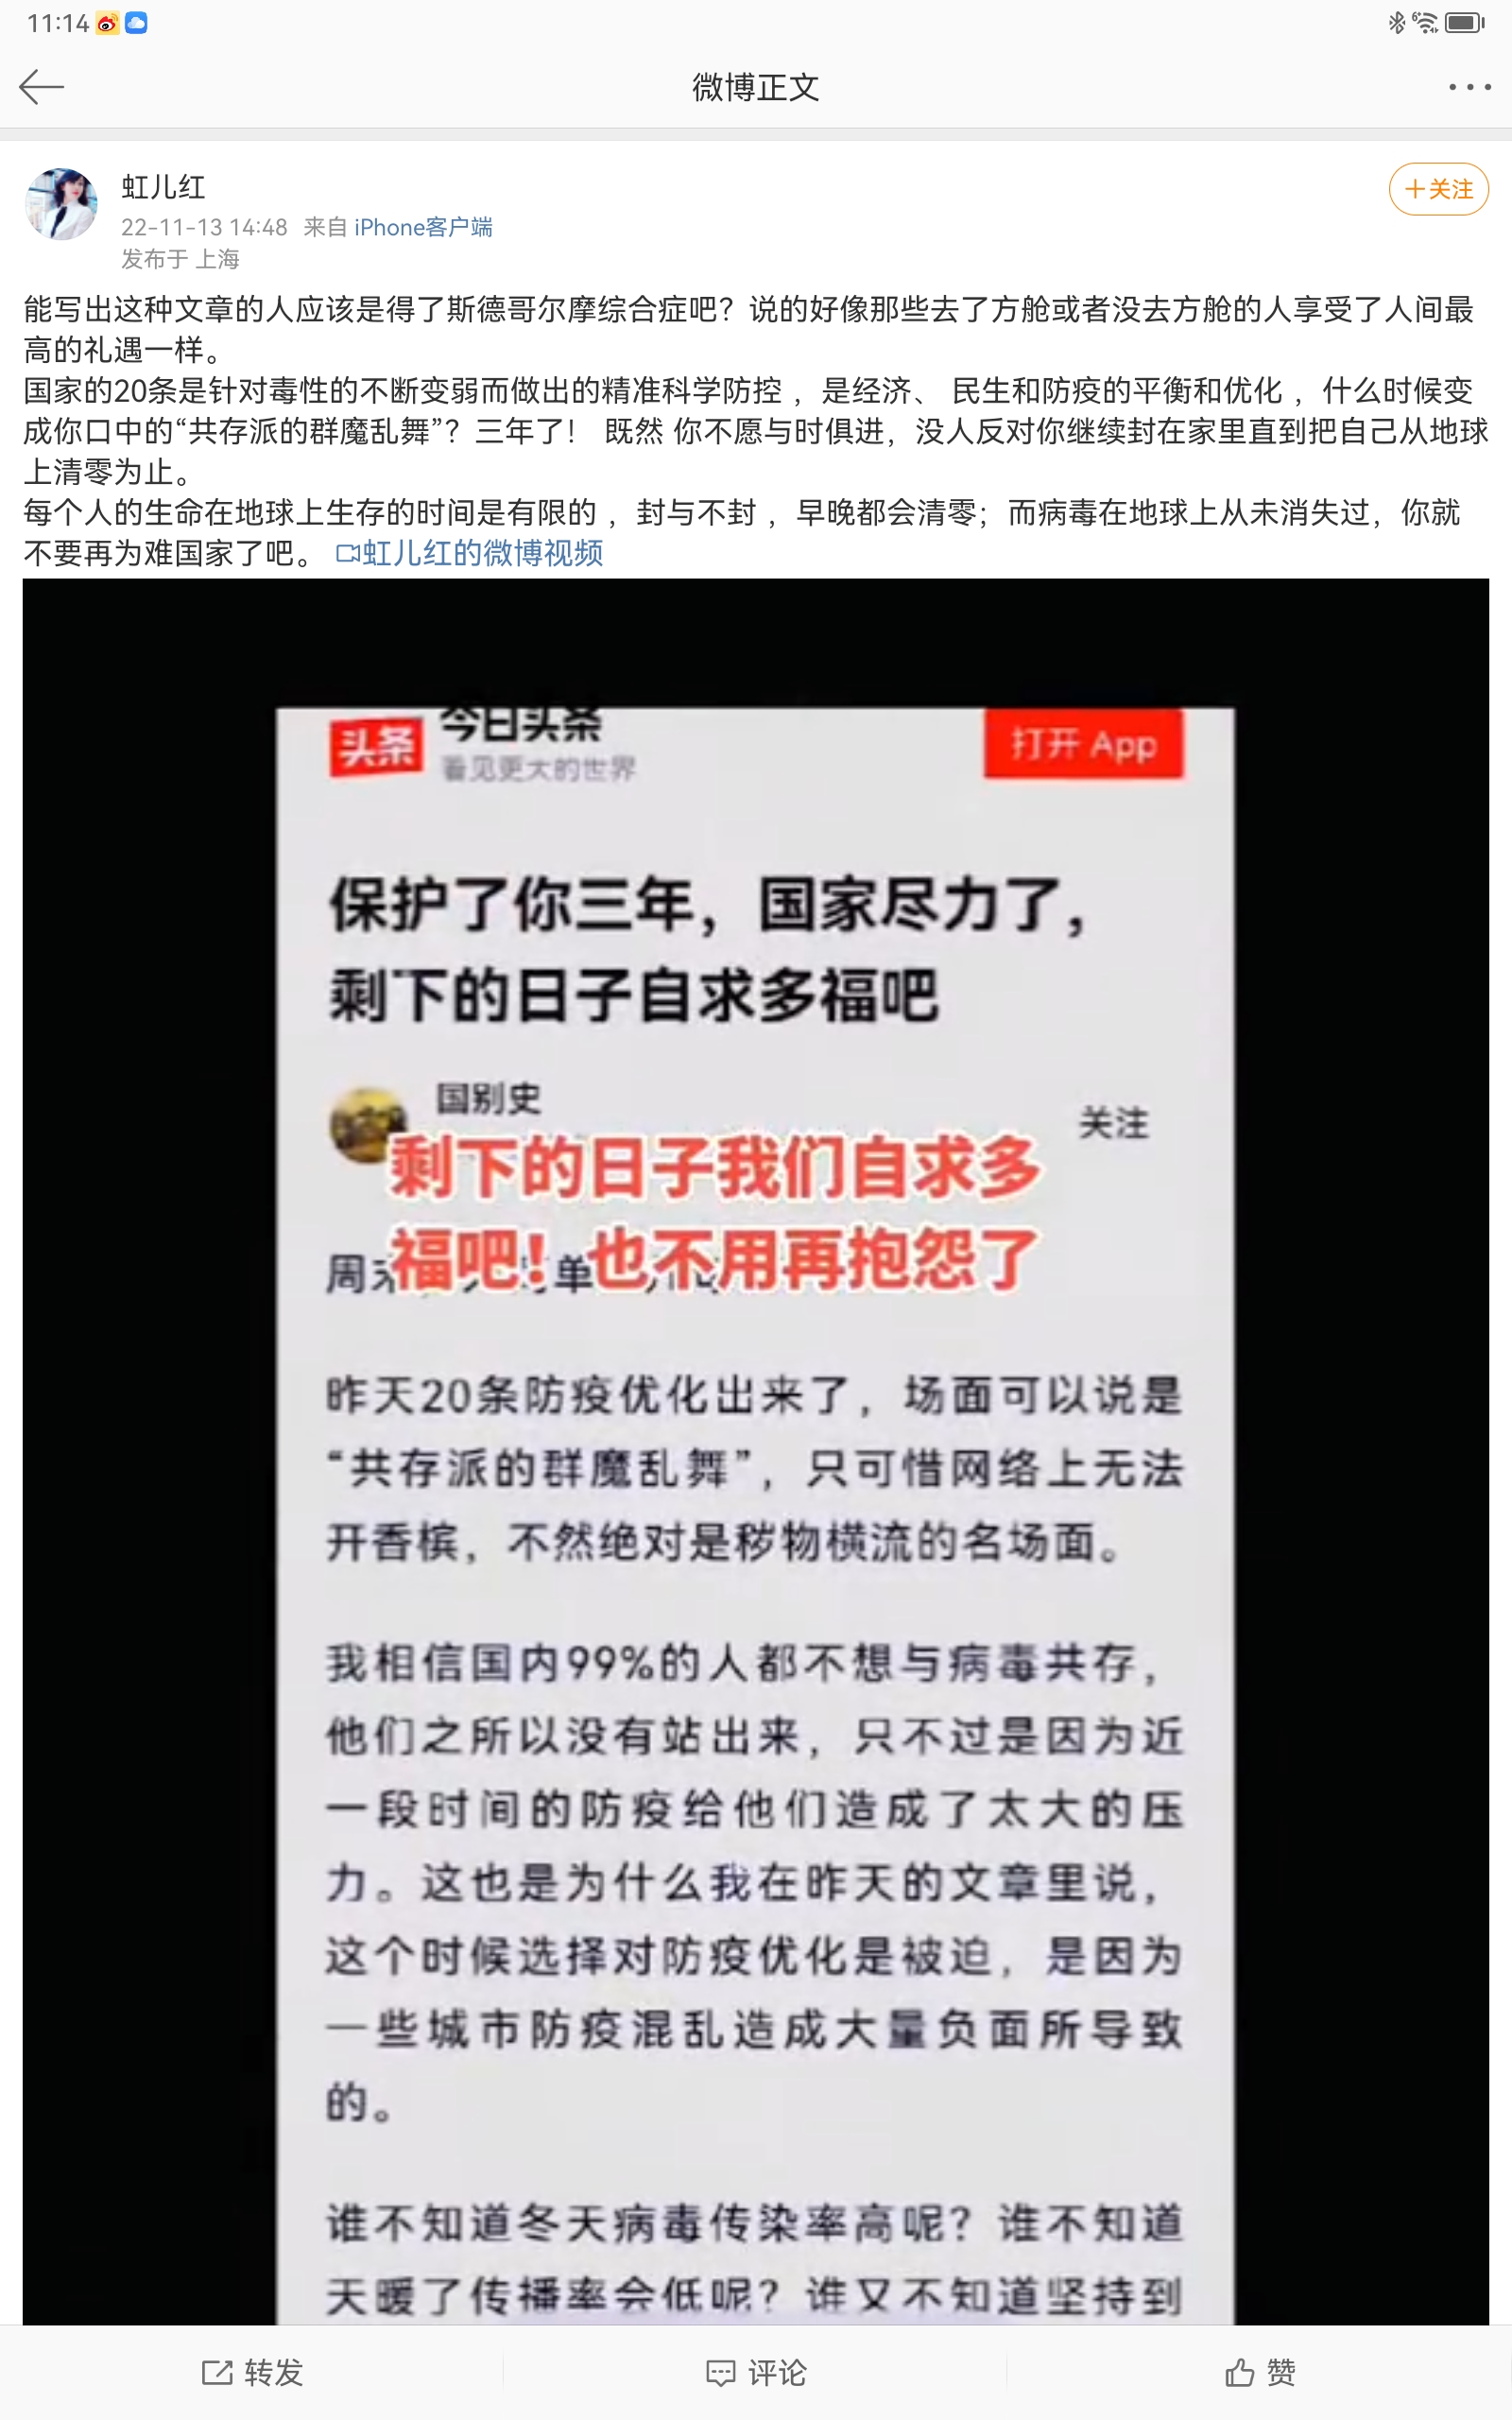 11:14
微博正文
虹儿红
22-11-13 14:48 来自 iPhone客户端
发布于 上海
+关注
能写出这种文章的人应该是得了斯德哥尔摩综合症吧？说的好像那些去了方舱或者没去方舱的人享受了人间最
高的礼遇一样。
国家的20条是针对毒性的不断变弱而做出的精准科学防控 ，是经济、 民生和防疫的平衡和优化 ，什么时候变
成你口中的“共存派的群魔乱舞”？三年了！ 既然 你不愿与时俱进，没人反对你继续封在家里直到把自己从地球
上清零为止。
每个人的生命在地球上生存的时间是有限的 ，封与不封 ，早晚都会清零；而病毒在地球上从未消失过，你就
不要再为难国家了吧。 虹儿红的微博视频
头条 今日头条
看见更大的世界
打开 App
保护了你三年，国家尽力了，
剩下的日子自求多福吧
国别史
关注
剩下的日子我们自求多
福吧！也不用再抱怨了
昨天20条防疫优化出来了，场面可以说是
“共存派的群魔乱舞”，只可惜网络上无法
开香槟，不然绝对是秽物横流的名场面。
我相信国内99%的人都不想与病毒共存，
他们之所以没有站出来，只不过是因为近
一段时间的防疫给他们造成了太大的压
力。这也是为什么我在昨天的文章里说，
这个时候选择对防疫优化是被迫，是因为
一些城市防疫混乱造成大量负面所导致
的。
谁不知道冬天病毒传染率高呢？谁不知道
天暖了传播率会低呢？谁又不知道坚持到
转发
评论
赞